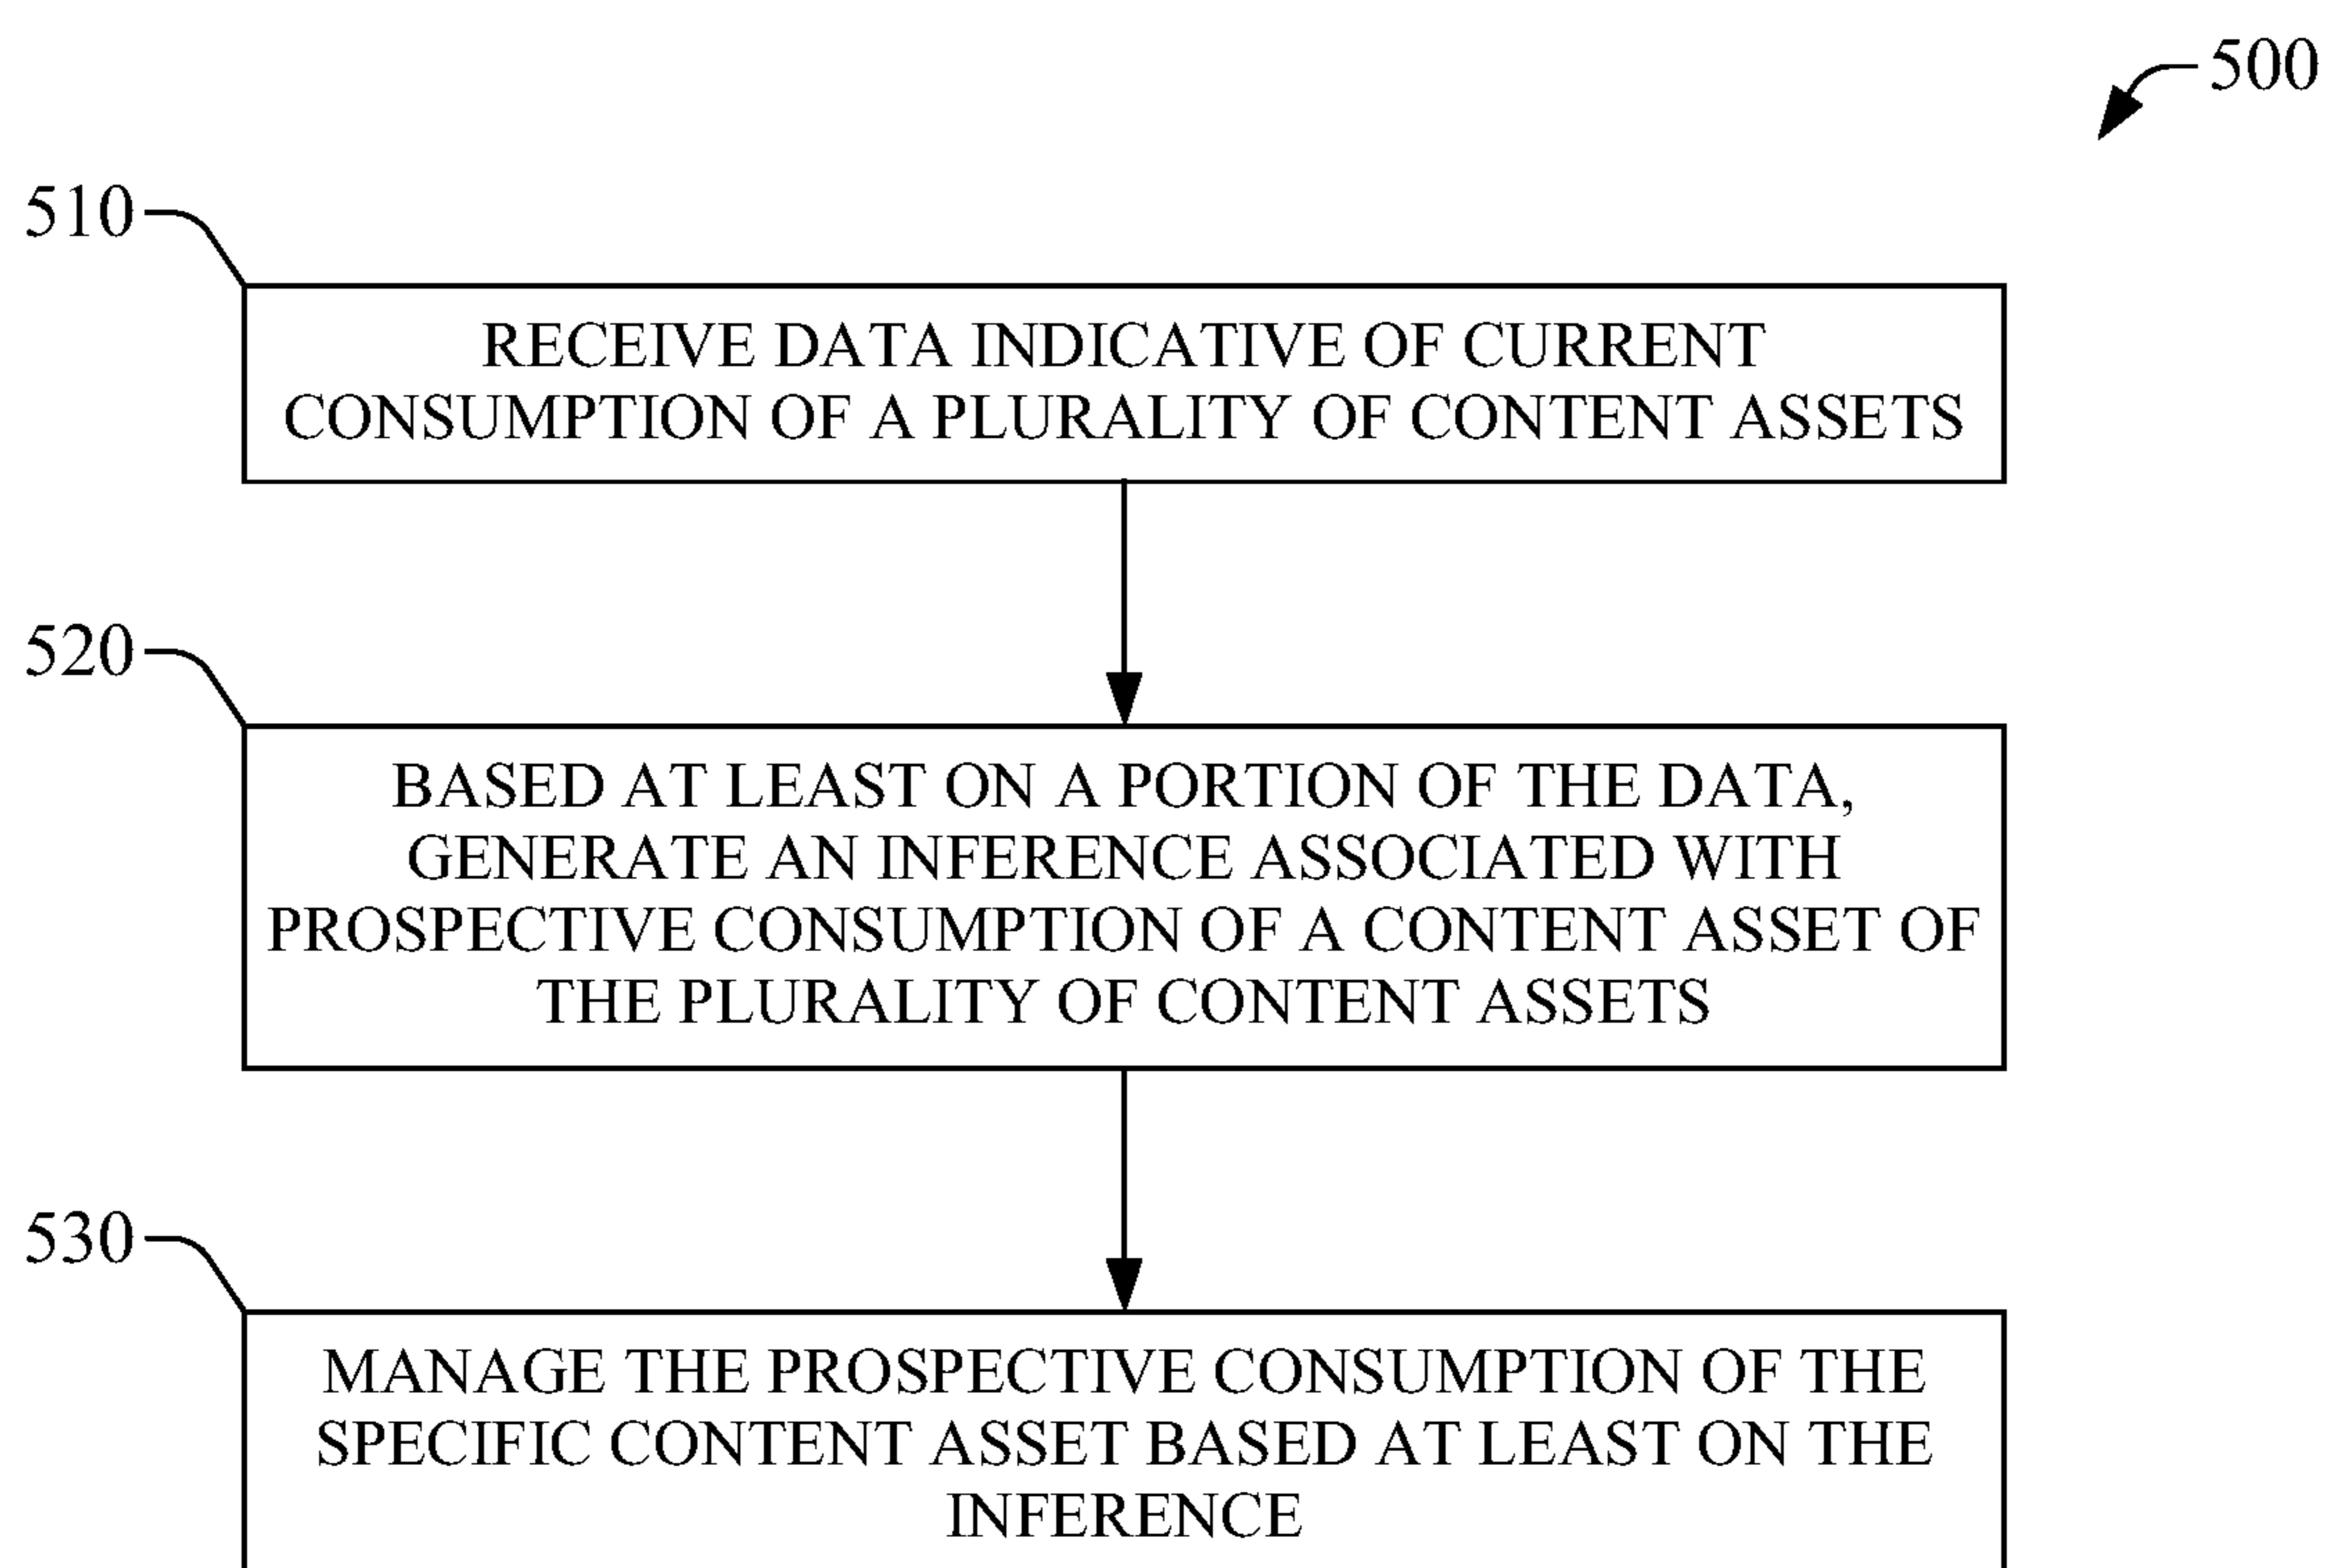 500
510
RECEIVE DATA INDICATIVE OF CURRENT
CONSUMPTION OF A PLURALITY OF CONTENT ASSETS
520
BASED AT LEAST ON A PORTION OF THE DATA,
GENERATE AN INFERENCE ASSOCIATED WITH
PROSPECTIVE CONSUMPTION OF A CONTENT ASSET OF
THE PLURALITY OF CONTENT ASSETS
530
MANAGE THE PROSPECTIVE CONSUMPTION OF THE
SPECIFIC CONTENT ASSET BASED AT LEAST ON THE
INFERENCE